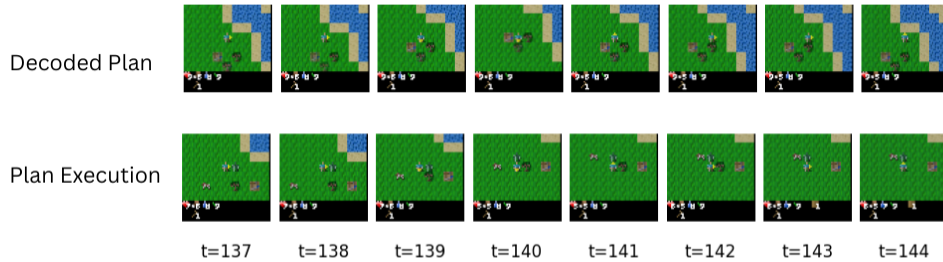 Decoded Plan
Plan Execution
t=137 t=138 t=139 t=140 t=141 t=142 t=143 t=144